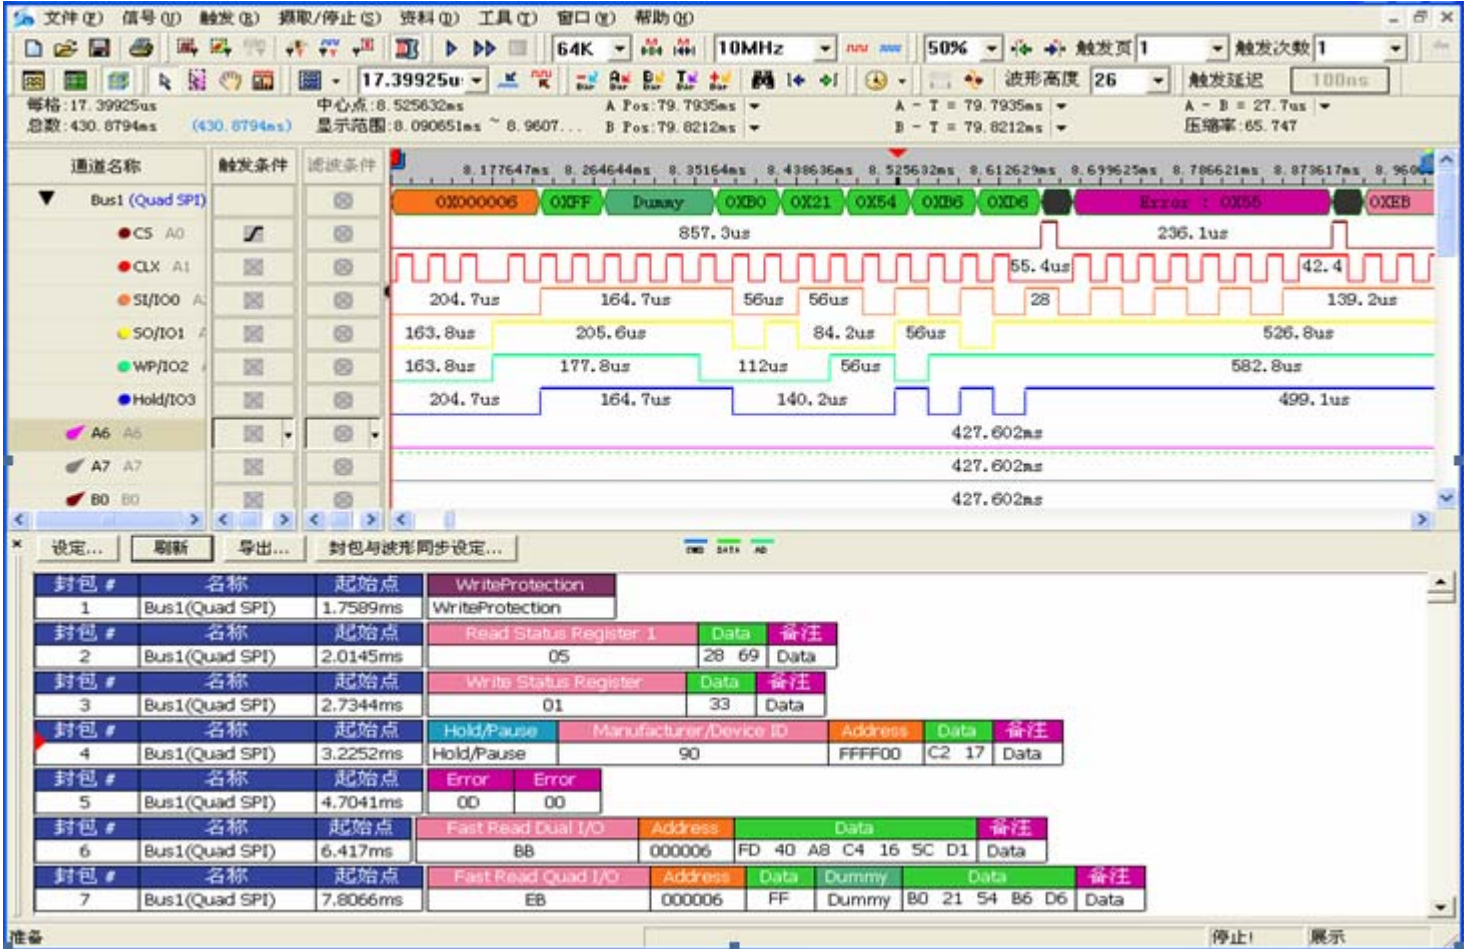 文件(F) 信号(U) 触发(R) 摄取/停止(S) 资料(D) 工具(T) 窗口(W) 帮助(H)
64K 10MHz 50% 触发页 1 触发次数 1
17.39925u 波形高度 26 触发延迟 100ns
每格:17.39925us 中心点:8.525632ms A Pos:79.7935ms A - T = 79.7935ms A - B = 27.7us
总数:430.8794ms (430.8794ms) 显示范围:8.090651ms ~ 8.9607... B Pos:79.8212ms B - T = 79.8212ms 压缩率:65.747
通道名称 触发条件 滤波条件 8.177647ms 8.264644ms 8.35164ms 8.438636ms 8.525632ms 8.612629ms 8.699625ms 8.786621ms 8.873617ms 8.960
Bus1 (Quad SPI) 0X000006 0XFF Dummy 0XB0 0X21 0X54 0XB6 0XD6 Error : 0X55 0XEB
CS A0 857.3us 236.1us
CLX A1 55.4us 42.4
SI/IO0 A 204.7us 164.7us 56us 56us 28 139.2us
SO/IO1 163.8us 205.6us 84.2us 56us 526.8us
WP/IO2 163.8us 177.8us 112us 56us 582.8us
Hold/IO3 204.7us 164.7us 140.2us 499.1us
A6 A6 427.602ms
A7 A7 427.602ms
B0 B0 427.602ms
设定... 刷新 导出... 封包与波形同步设定... CMD DATA AD
封包 # 名称 起始点 WriteProtection
1 Bus1(Quad SPI) 1.7589ms WriteProtection
封包 # 名称 起始点 Read Status Register 1 Data 备注
2 Bus1(Quad SPI) 2.0145ms 05 28 69 Data
封包 # 名称 起始点 Write Status Register Data 备注
3 Bus1(Quad SPI) 2.7344ms 01 33 Data
封包 # 名称 起始点 Hold/Pause Manufacturer/Device ID Address Data 备注
4 Bus1(Quad SPI) 3.2252ms Hold/Pause 90 FFFF00 C2 17 Data
封包 # 名称 起始点 Error Error
5 Bus1(Quad SPI) 4.7041ms 0D 00
封包 # 名称 起始点 Fast Read Dual I/O Address Data 备注
6 Bus1(Quad SPI) 6.417ms BB 000006 FD 40 A8 C4 16 5C D1 Data
封包 # 名称 起始点 Fast Read Quad I/O Address Data Dummy Data 备注
7 Bus1(Quad SPI) 7.8066ms EB 000006 FF Dummy B0 21 54 B6 D6 Data
准备 停止! 展示